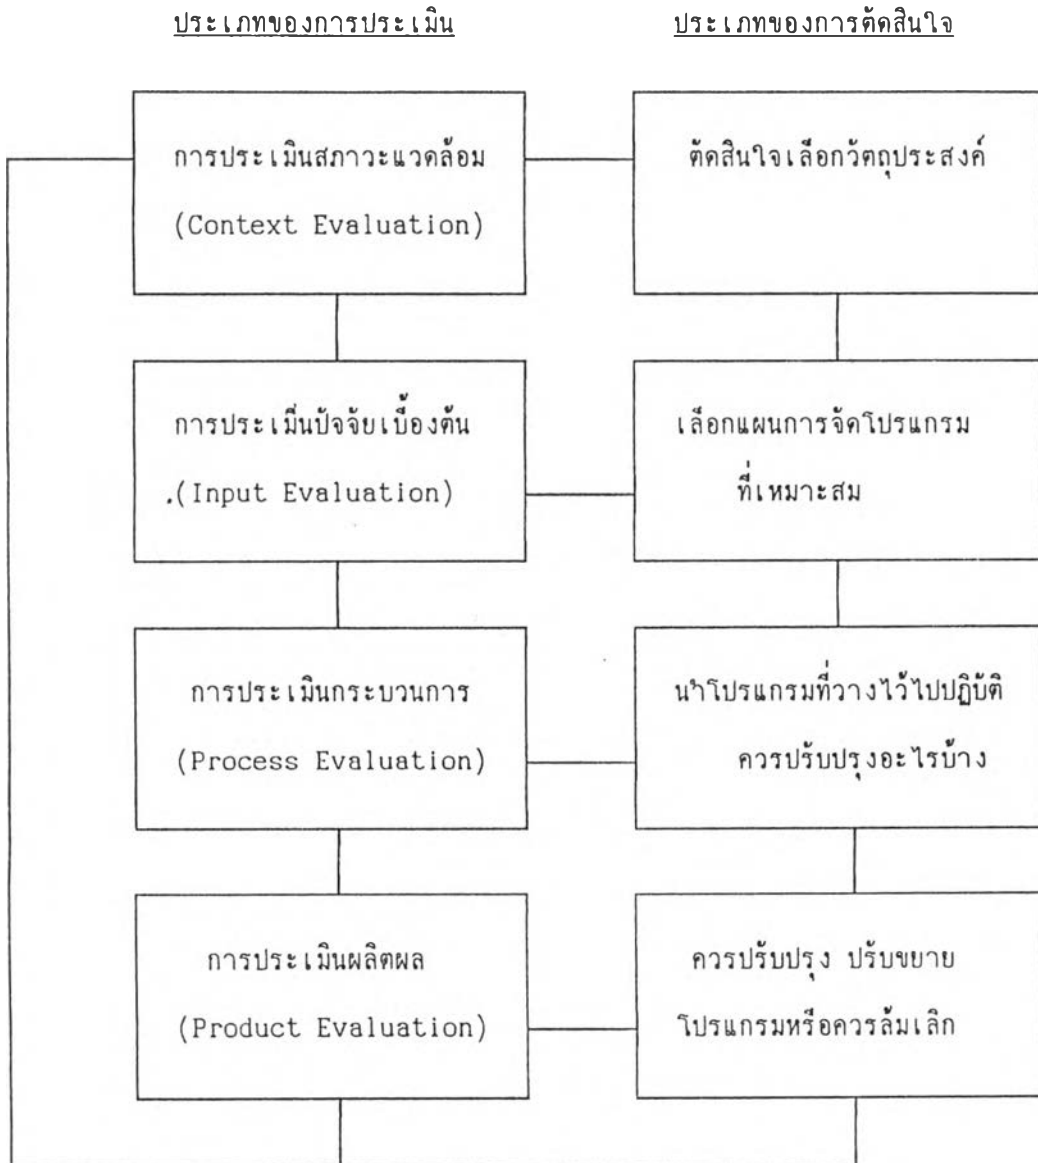 ประเภทของการประเมิน
ประเภทของการตัดสินใจ
การประเมินสภาวะแวดล้อม
(Context Evaluation)
ตัดสินใจเลือกวัตถุประสงค์
การประเมิ่นปัจจัยเบื้องต้น
.(Input Evaluation)
เลือกแผนการจัดโปรแกรม
ที่เหมาะสม
การประเมินกระบวนการ
(Process Evaluation)
นำโปรแกรมที่วางไว้ไปปฏิบัติ
ควรปรับปรุงอะไรบ้าง
การประเมินผลิตผล
(Product Evaluation)
ควรปรับปรุง ปรับขยาย
โปรแกรมหรือควรล้มเลิก